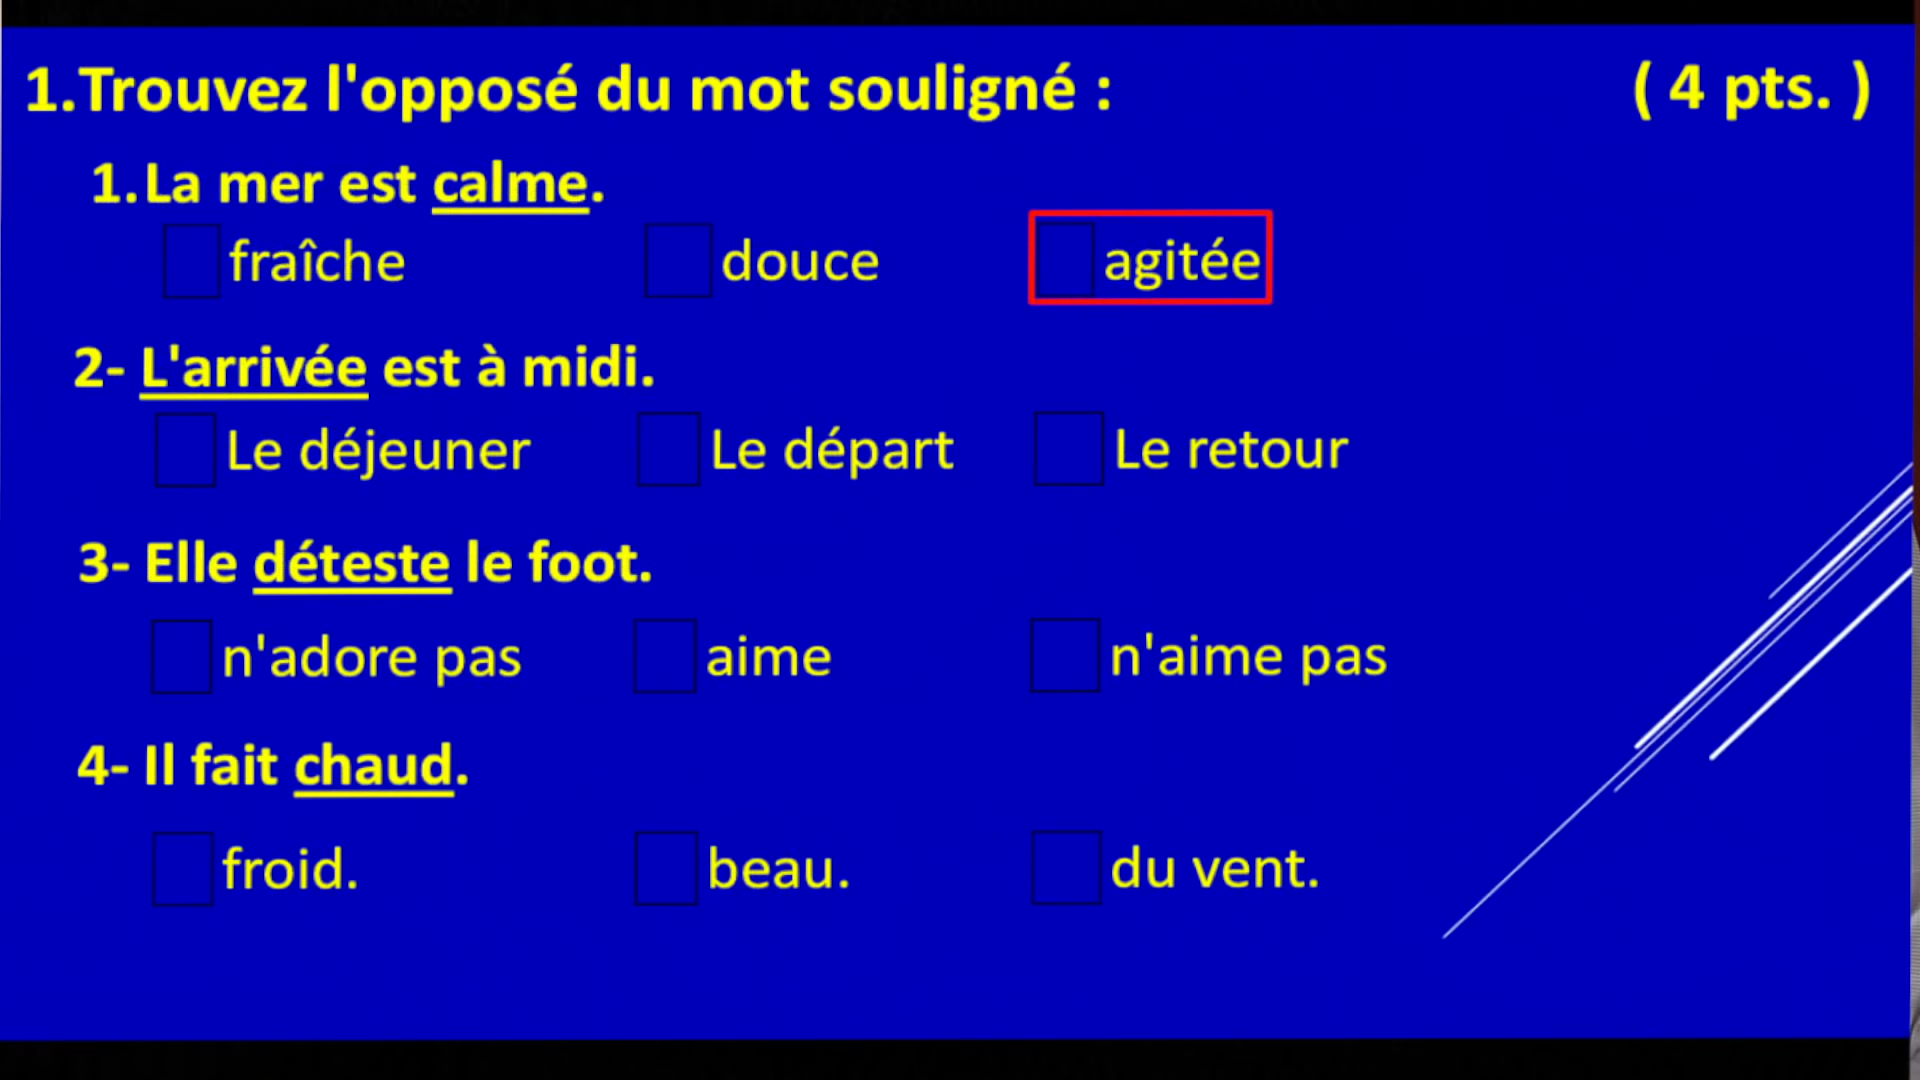 1.Trouvez l'opposé du mot souligné : ( 4 pts. )
1.La mer est calme.
fraîche douce agitée
2- L'arrivée est à midi.
Le déjeuner Le départ Le retour
3- Elle déteste le foot.
n'adore pas aime n'aime pas
4- Il fait chaud.
froid. beau. du vent.